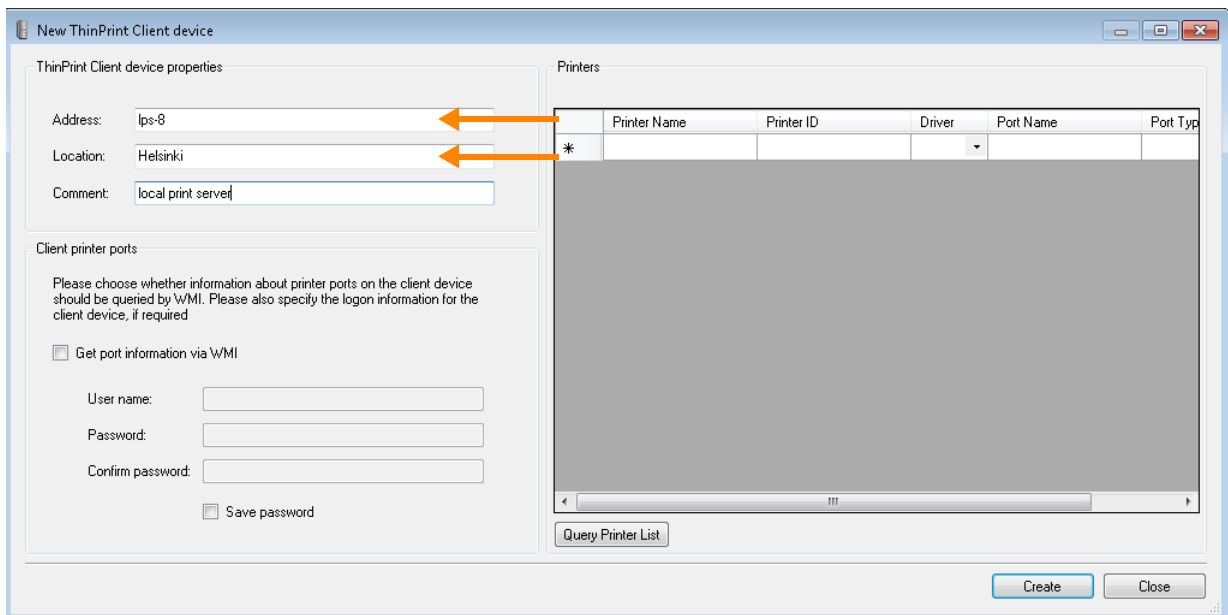 New ThinPrint Client device
ThinPrint Client device properties
Address: lps-8
Location: Helsinki
Comment: local print server
Client printer ports
Please choose whether information about printer ports on the client device
should be queried by WMI. Please also specify the logon information for the
client device, if required
Get port information via WMI
User name:
Password:
Confirm password:
Save password
Printers
Printer Name Printer ID Driver Port Name Port Typ
Query Printer List
Create Close